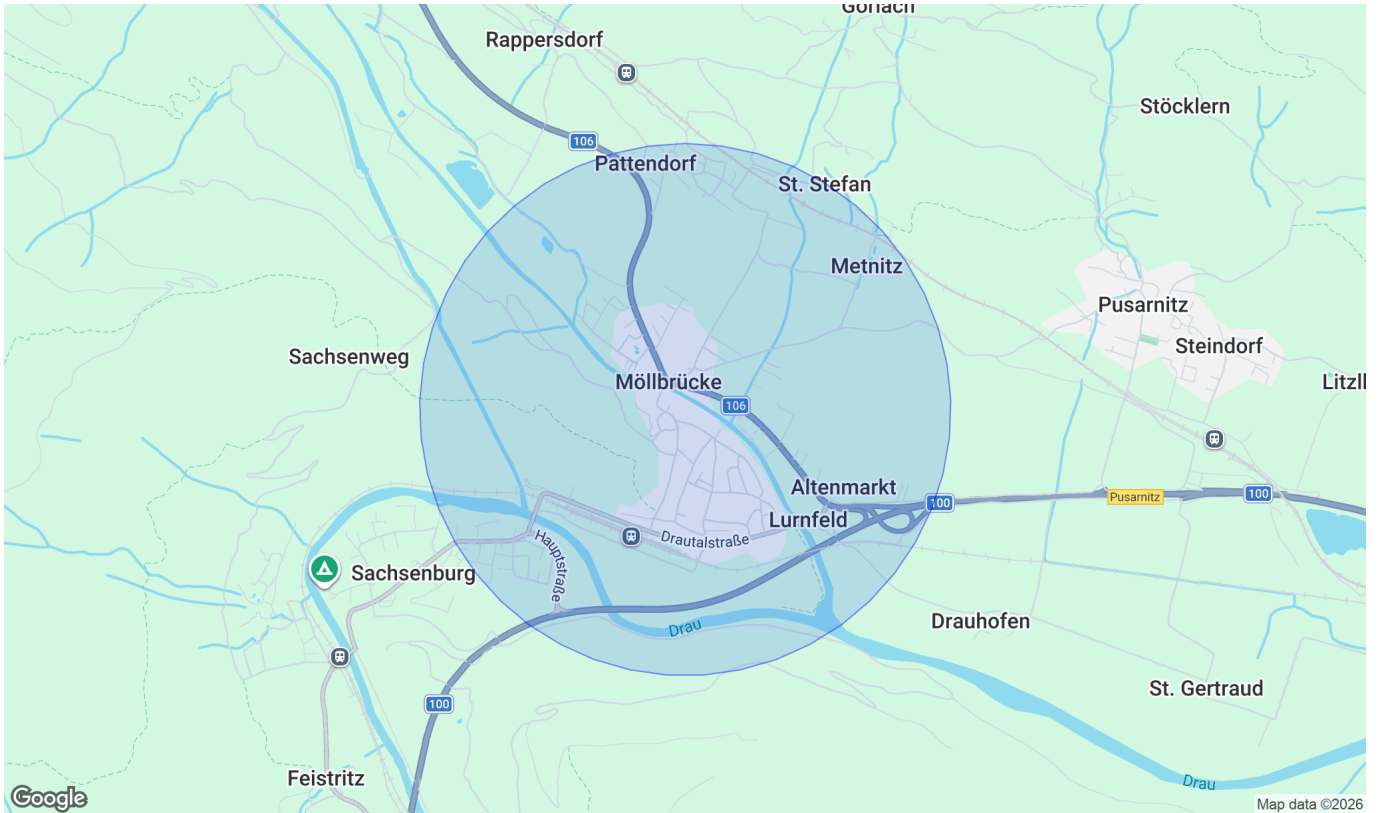 Görlach
Rappersdorf
Stöcklern
106
Pattendorf
St. Stefan
Metnitz
Pusarnitz
Steindorf
Sachsenweg
Möllbrücke
106
Altenmarkt
100
Pusarnitz
100
Lurnfeld
Drautalstraße
Hauptstraße
Sachsenburg
Drau
Drauhofen
St. Gertraud
100
Feistritz
Drau
Google
Map data ©2026